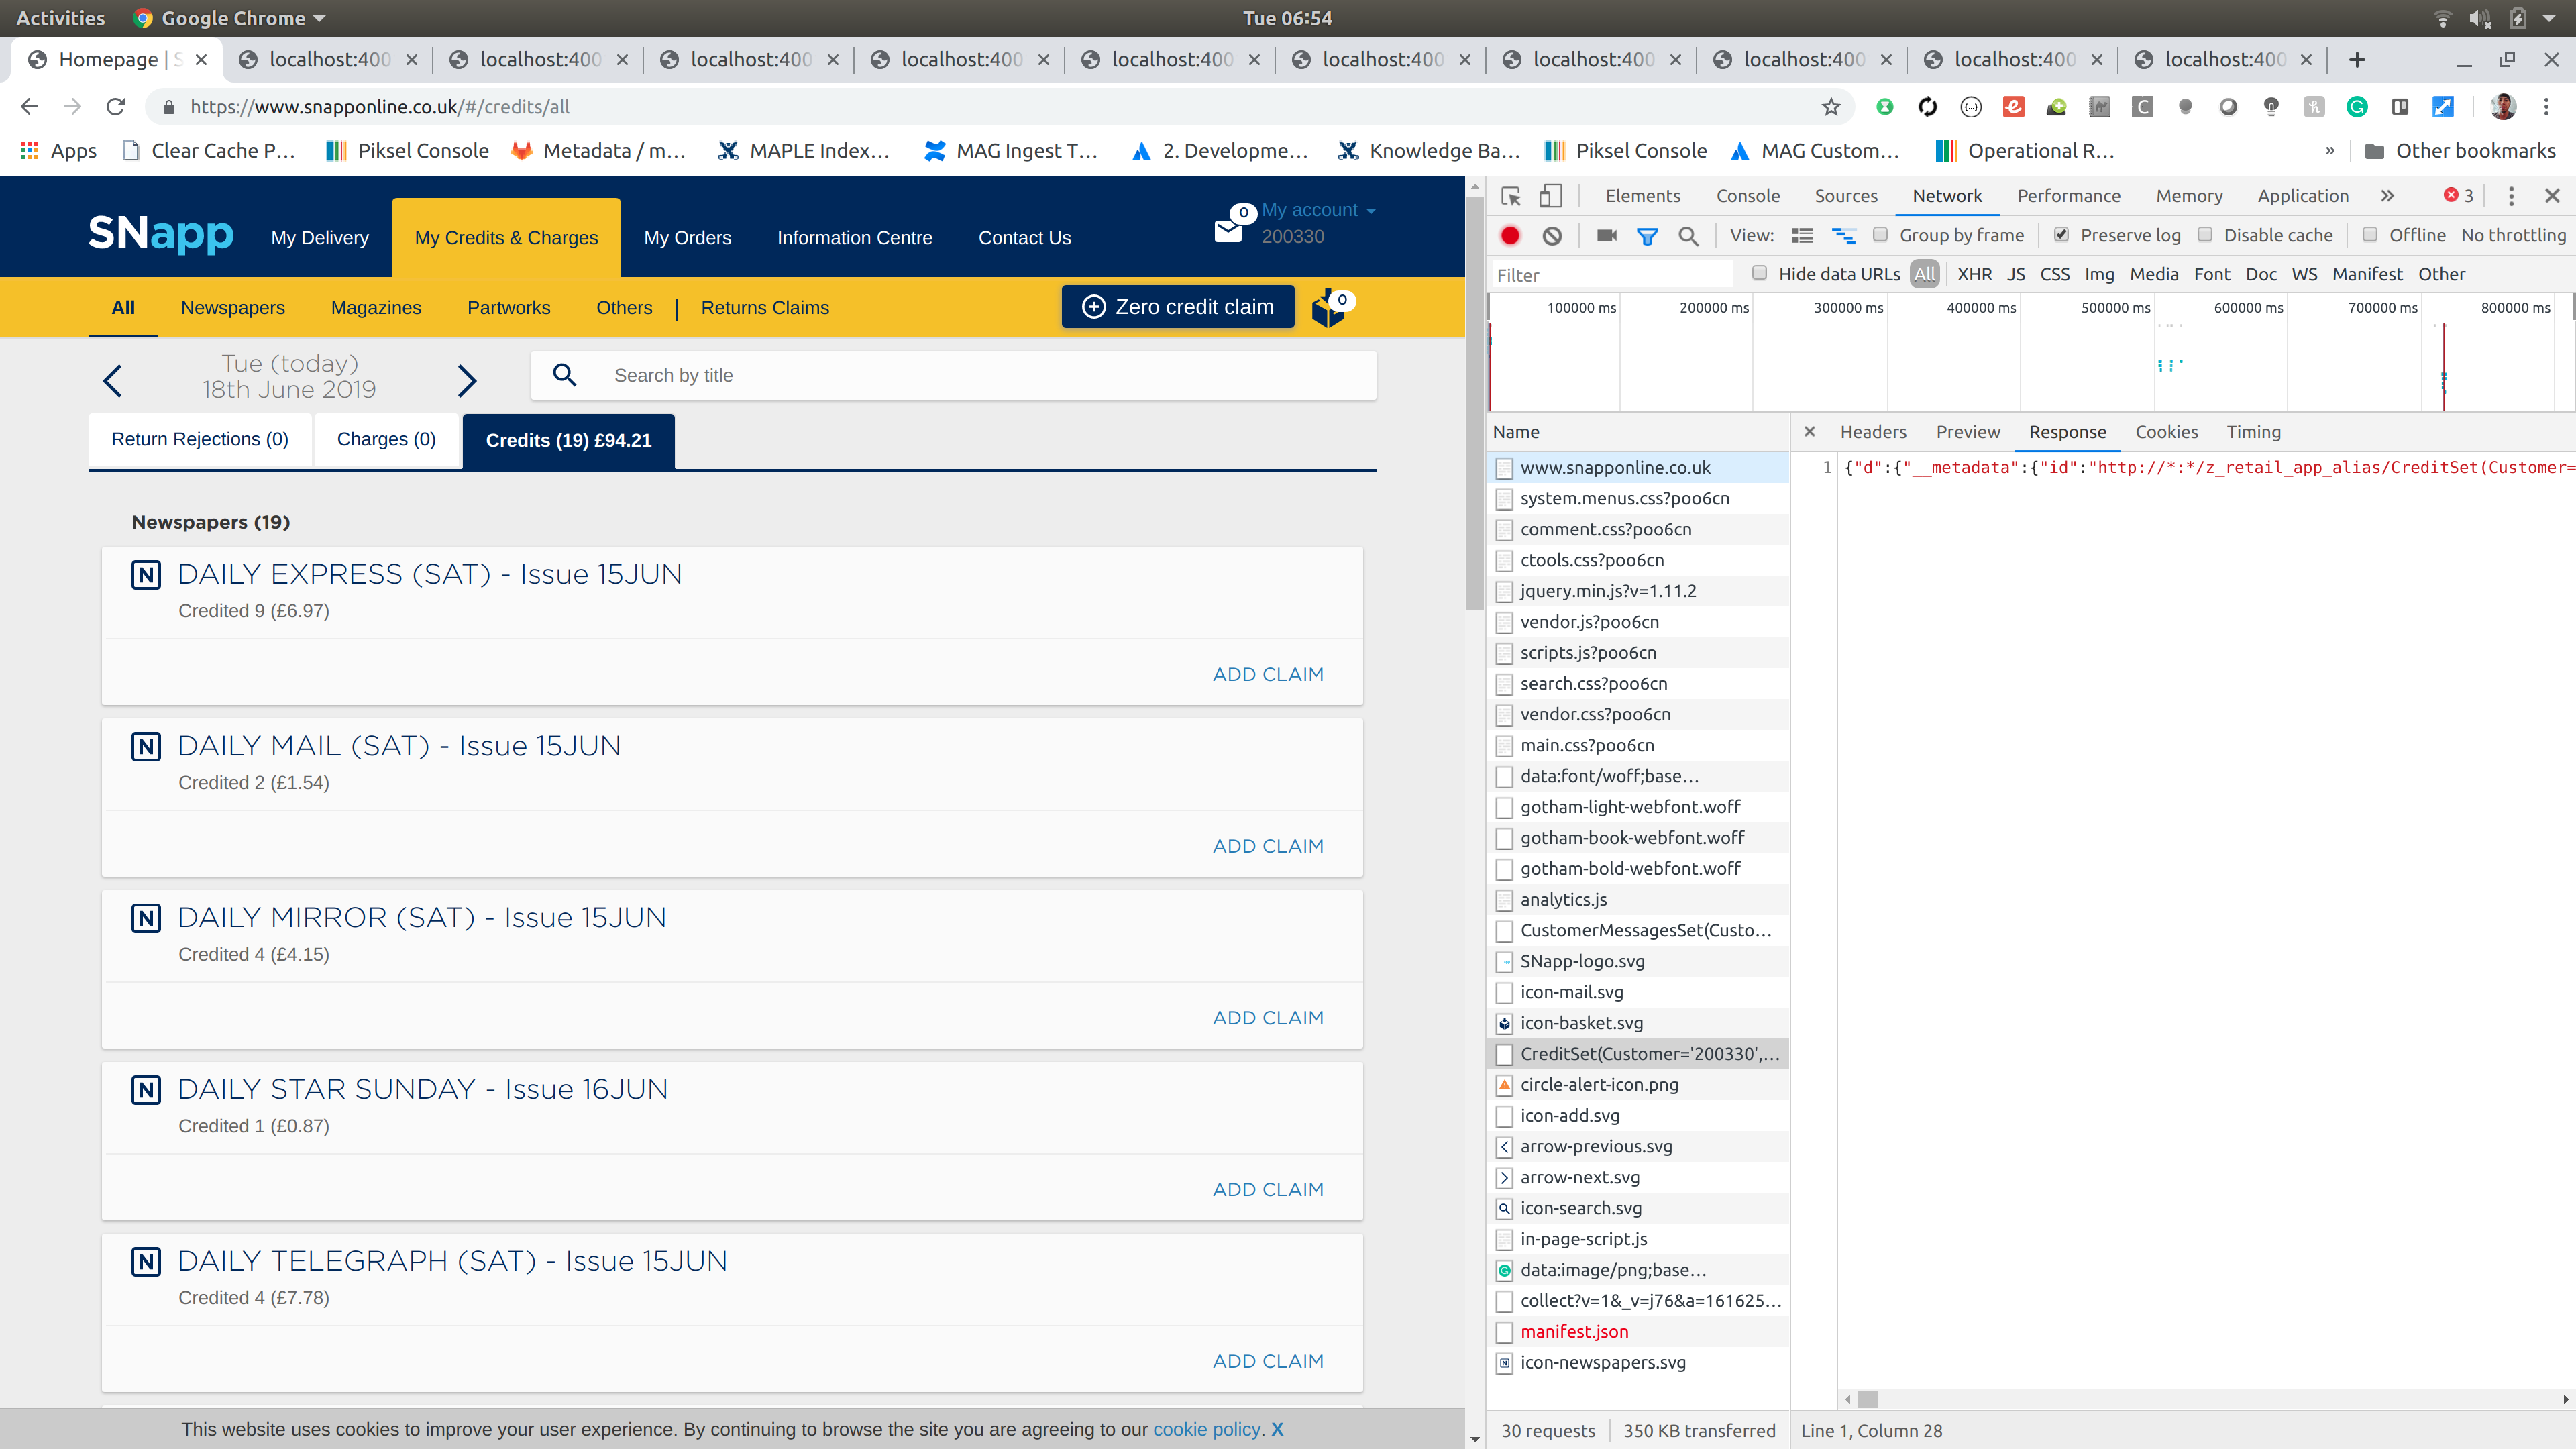 Activities Google Chrome Tue 06:54
Homepage | S localhost:400 localhost:400 localhost:400 localhost:400 localhost:400 localhost:400 localhost:400 localhost:400 localhost:400 localhost:400
https://www.snapponline.co.uk/#/credits/all
Apps Clear Cache P... Piksel Console Metadata / m... MAPLE Index... MAG Ingest T... 2. Developme... Knowledge Ba... Piksel Console MAG Custom... Operational R... » Other bookmarks
SNapp My Delivery My Credits & Charges My Orders Information Centre Contact Us 0 My account
200330
All Newspapers Magazines Partworks Others | Returns Claims Zero credit claim 0
Tue (today)
18th June 2019
Search by title
Return Rejections (0) Charges (0) Credits (19) £94.21
Newspapers (19)
N DAILY EXPRESS (SAT) - Issue 15JUN
Credited 9 (£6.97)
ADD CLAIM
N DAILY MAIL (SAT) - Issue 15JUN
Credited 2 (£1.54)
ADD CLAIM
N DAILY MIRROR (SAT) - Issue 15JUN
Credited 4 (£4.15)
ADD CLAIM
N DAILY STAR SUNDAY - Issue 16JUN
Credited 1 (£0.87)
ADD CLAIM
N DAILY TELEGRAPH (SAT) - Issue 15JUN
Credited 4 (£7.78)
ADD CLAIM
This website uses cookies to improve your user experience. By continuing to browse the site you are agreeing to our cookie policy. X
Elements Console Sources Network Performance Memory Application » 3
View: Group by frame Preserve log Disable cache Offline No throttling
Filter Hide data URLs All XHR JS CSS Img Media Font Doc WS Manifest Other
100000 ms 200000 ms 300000 ms 400000 ms 500000 ms 600000 ms 700000 ms 800000 ms
Name Headers Preview Response Cookies Timing
1 {"d":{"__metadata":{"id":"http://*:*/z_retail_app_alias/CreditSet(Customer=
www.snapponline.co.uk
system.menus.css?poo6cn
comment.css?poo6cn
ctools.css?poo6cn
jquery.min.js?v=1.11.2
vendor.js?poo6cn
scripts.js?poo6cn
search.css?poo6cn
vendor.css?poo6cn
main.css?poo6cn
data:font/woff;base...
gotham-light-webfont.woff
gotham-book-webfont.woff
gotham-bold-webfont.woff
analytics.js
CustomerMessagesSet(Custo...
SNapp-logo.svg
icon-mail.svg
icon-basket.svg
CreditSet(Customer='200330',...
circle-alert-icon.png
icon-add.svg
arrow-previous.svg
arrow-next.svg
icon-search.svg
in-page-script.js
data:image/png;base...
collect?v=1&_v=j76&a=161625...
manifest.json
icon-newspapers.svg
30 requests 350 KB transferred Line 1, Column 28